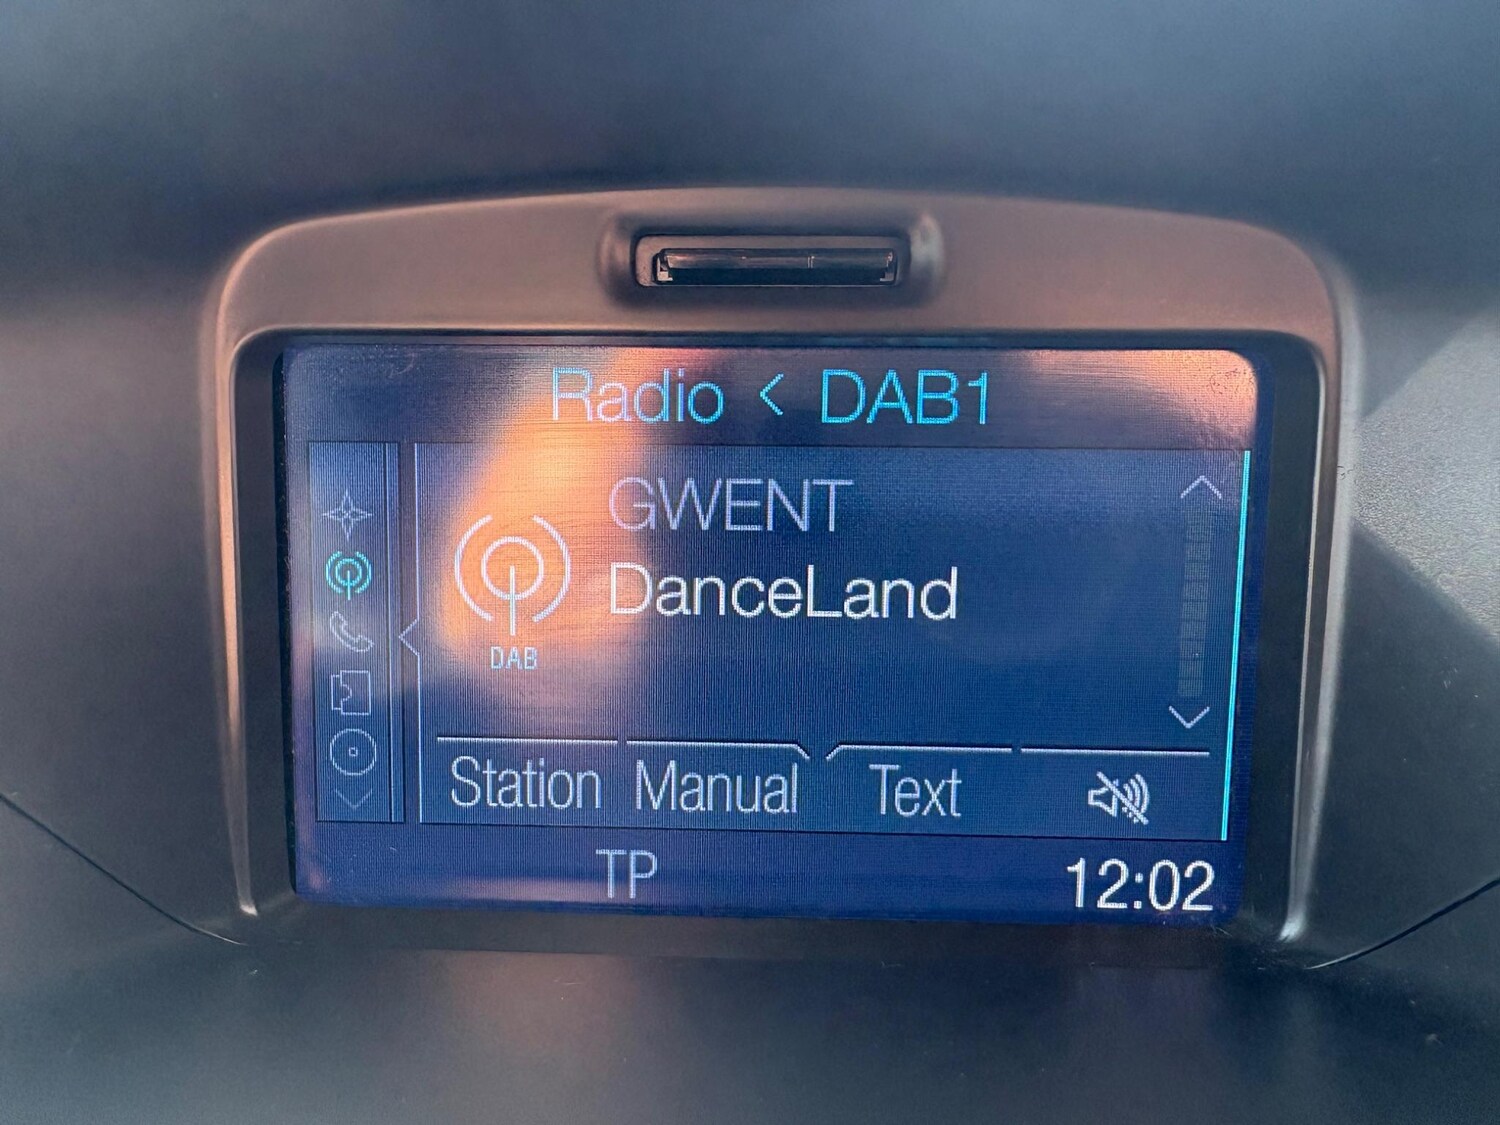 Radio < DAB1
GWENT
DanceLand
DAB
Station Manual Text
TP 12:02